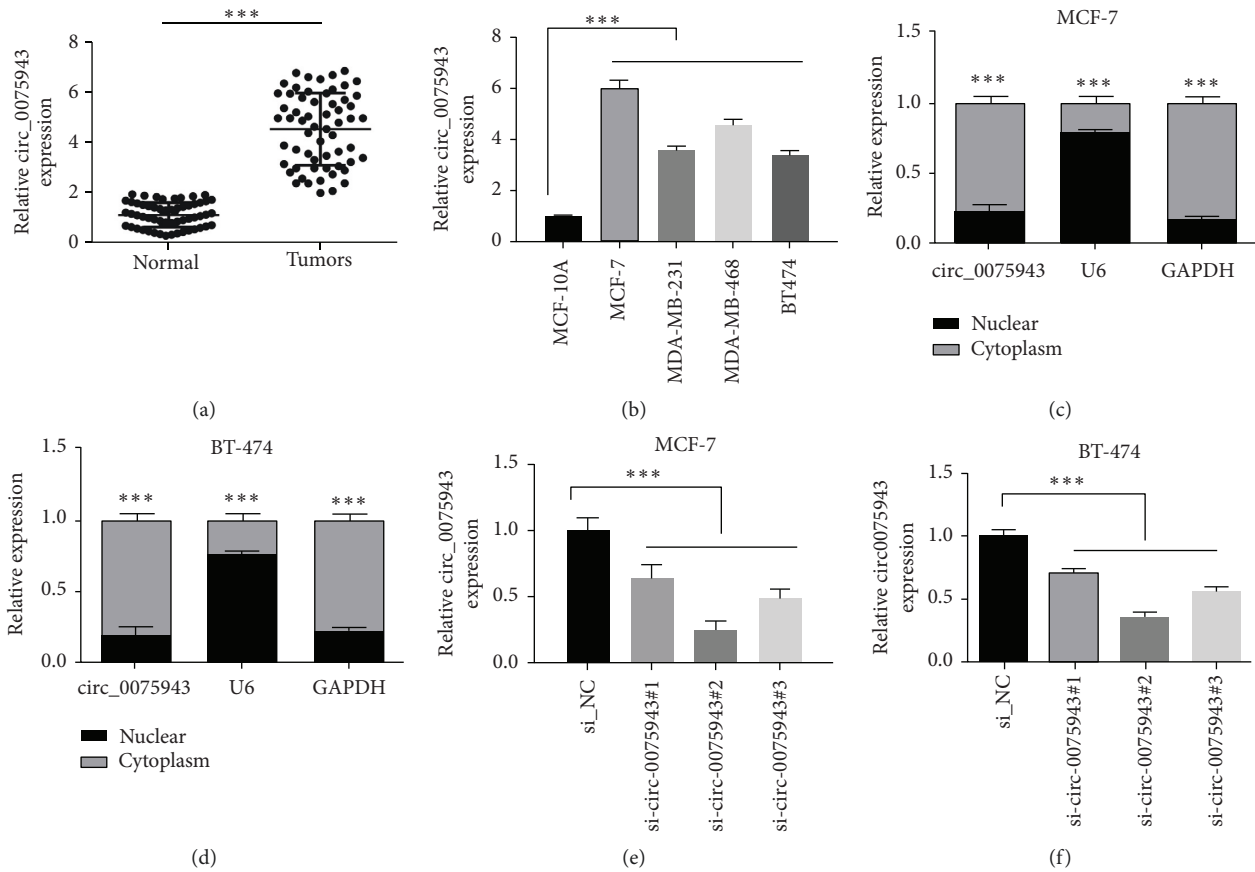 ***
Relative circ_0075943
expression
8
6
4
2
0
Normal
Tumors
(a)
***
Relative circ_0075943
expression
8
6
4
2
0
MCF-10A
MCF-7
MDA-MB-231
MDA-MB-468
BT474
(b)
MCF-7
Relative expression
1.5
1.0
0.5
0.0
*** *** ***
circ_0075943
U6
GAPDH
Nuclear
Cytoplasm
(c)
BT-474
Relative expression
1.5
1.0
0.5
0.0
*** *** ***
circ_0075943
U6
GAPDH
Nuclear
Cytoplasm
(d)
MCF-7
Relative circ_0075943
expression
1.5
1.0
0.5
0.0
***
si_NC
si-circ-0075943#1
si-circ-0075943#2
si-circ-0075943#3
(e)
BT-474
Relative circ0075943
expression
1.5
1.0
0.5
0.0
***
si_NC
si-circ-0075943#1
si-circ-0075943#2
si-circ-0075943#3
(f)